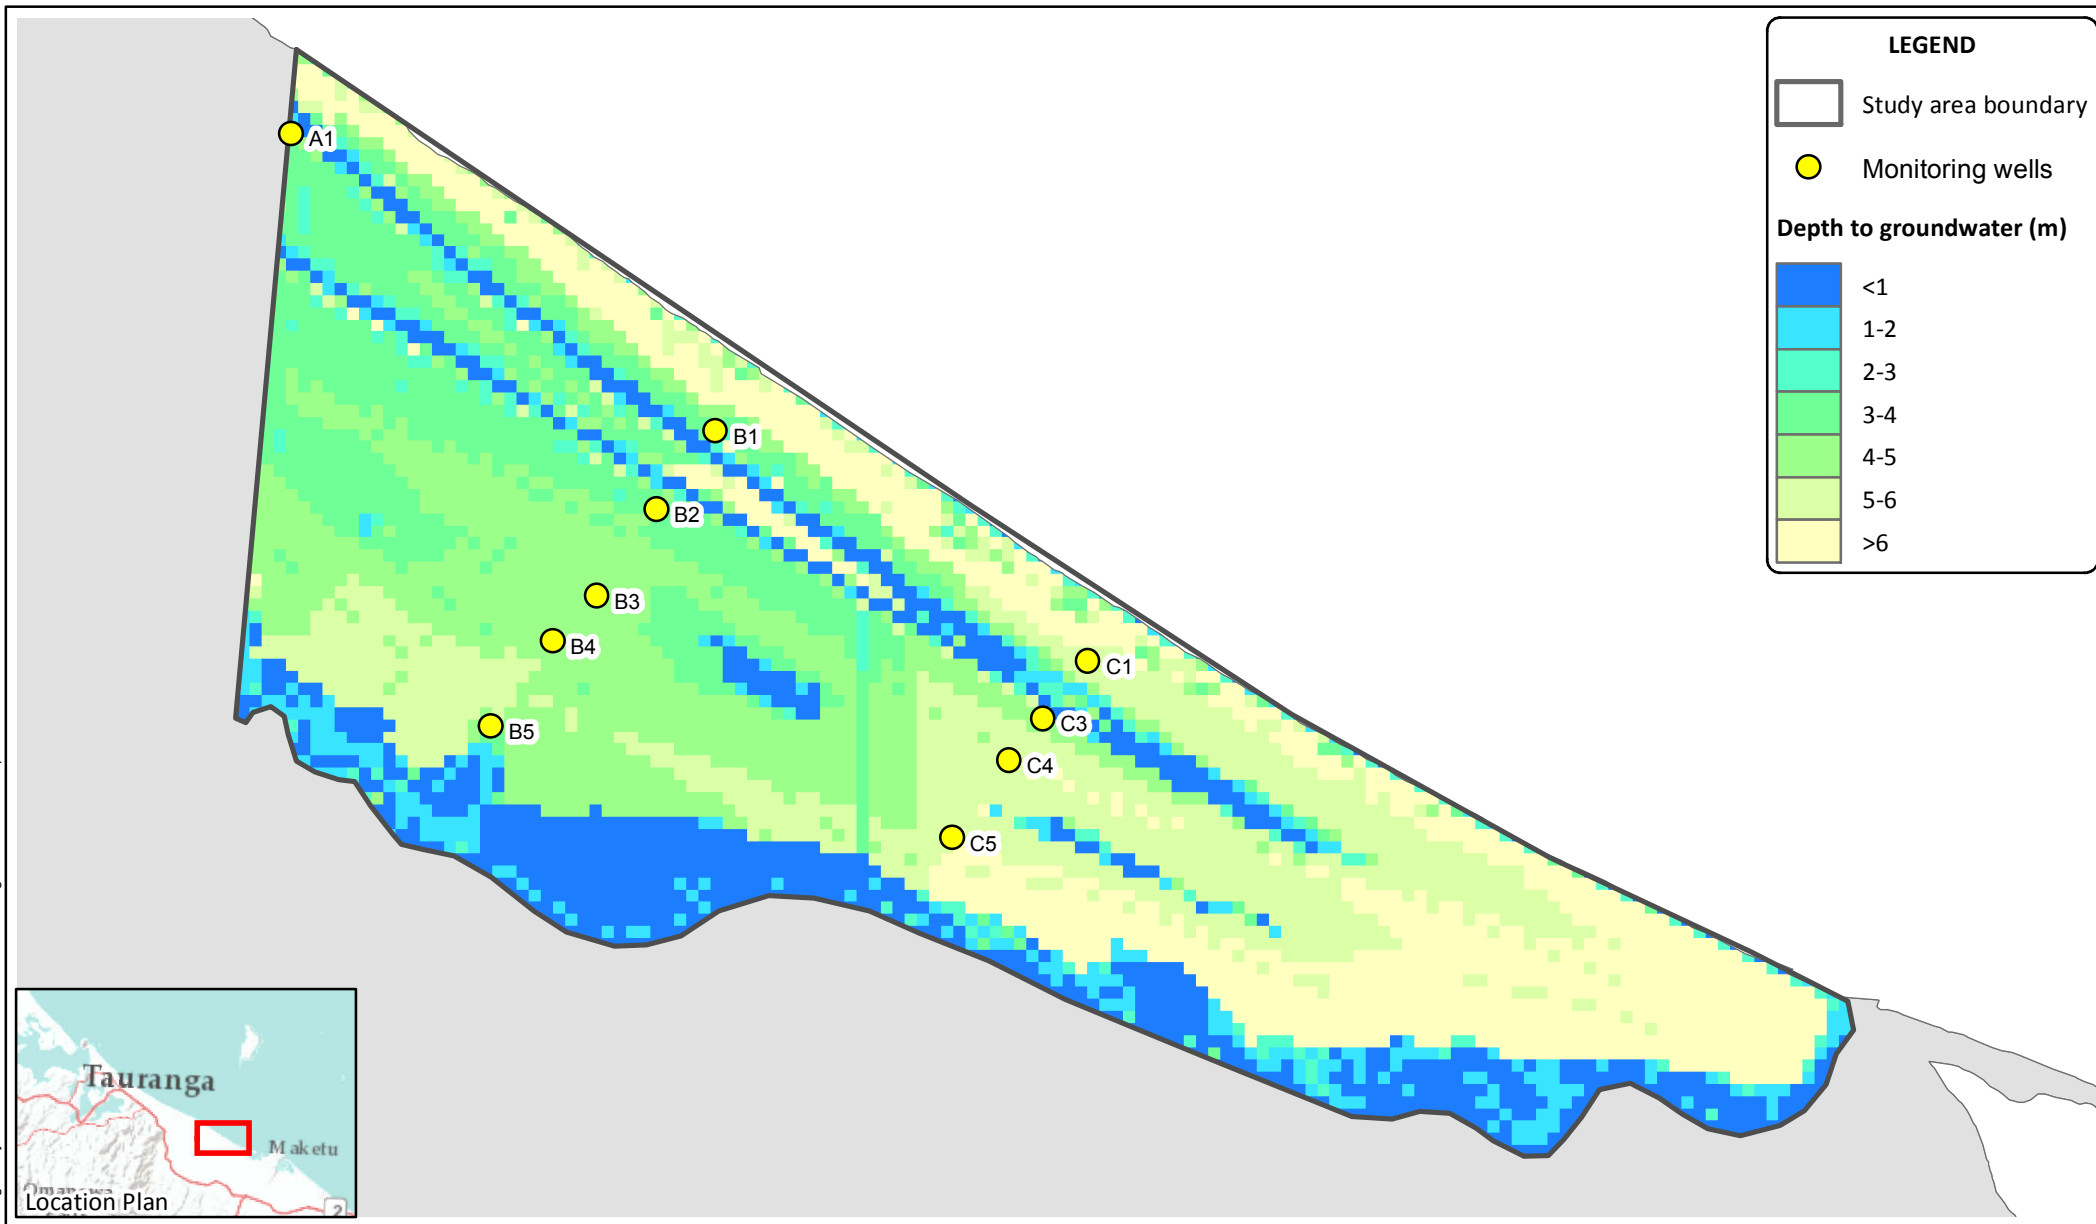 LEGEND
Study area boundary
Monitoring wells
Depth to groundwater (m)
<1
1-2
2-3
3-4
4-5
5-6
>6
A1
B1
B2
B3
B4
B5
C1
C3
C4
C5
Tauranga
Maketu
2
Location Plan